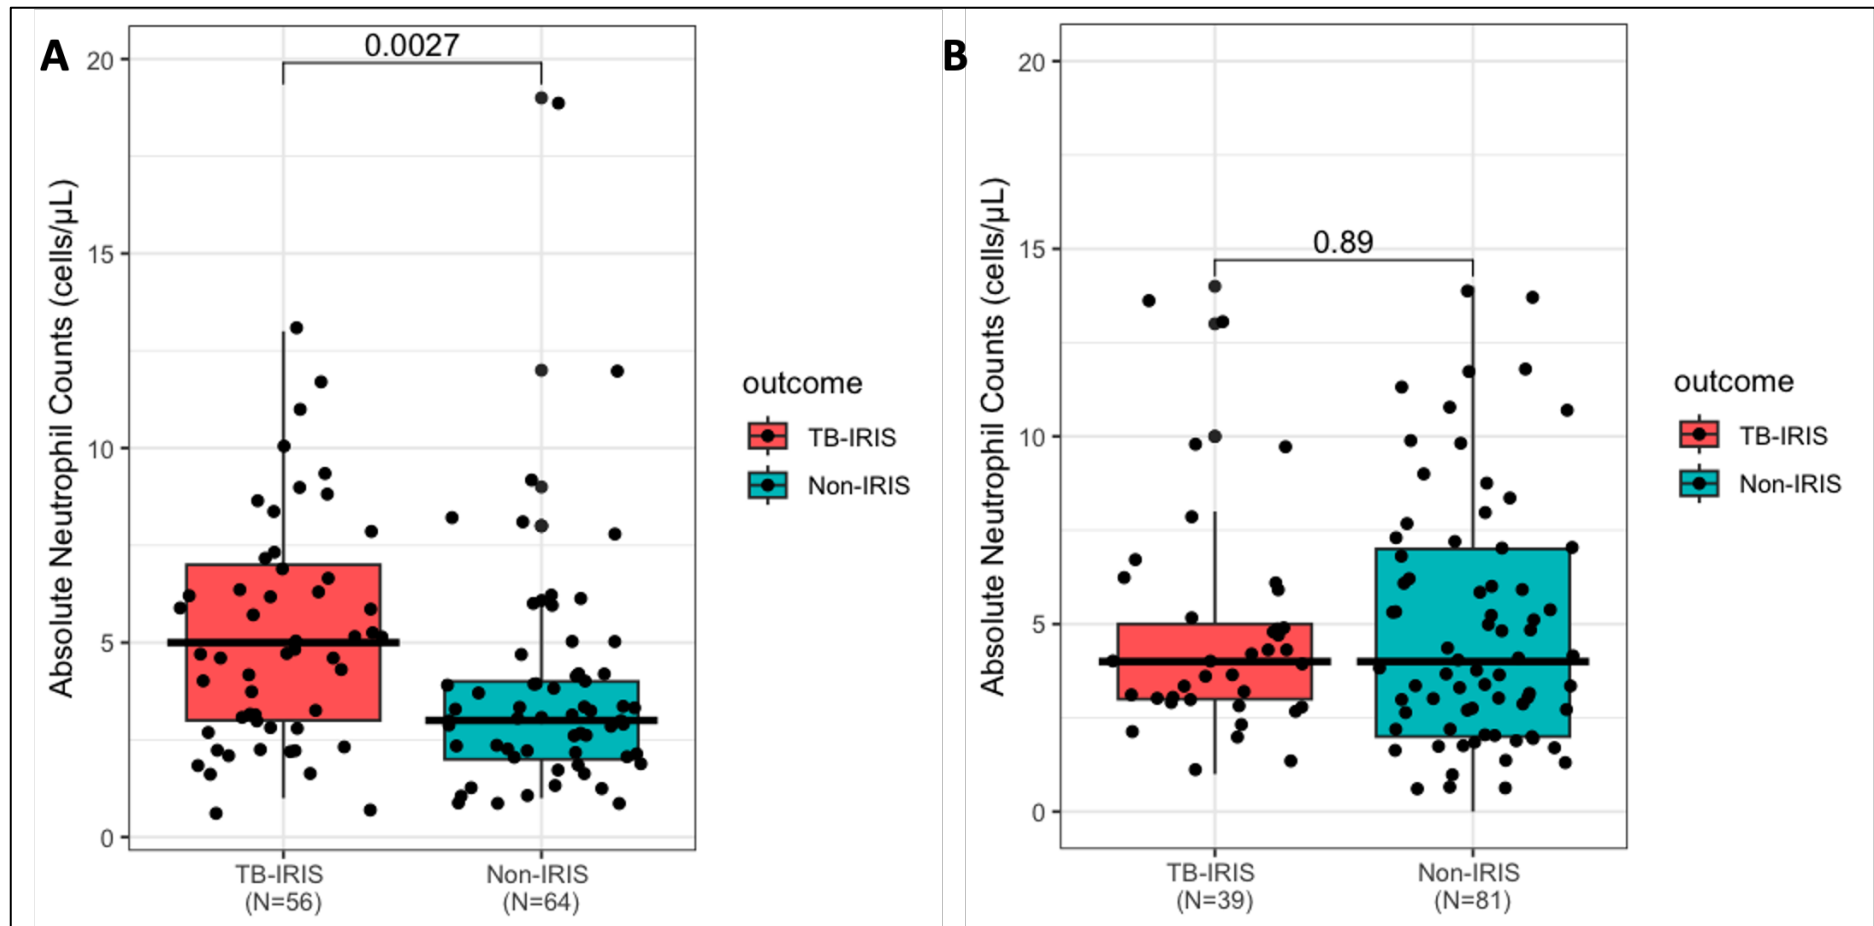 A
0.0027
20
15
10
5
0
Absolute Neutrophil Counts (cells/µL)
TB-IRIS
(N=56)
Non-IRIS
(N=64)
outcome
TB-IRIS
Non-IRIS
B
0.89
20
15
10
5
0
Absolute Neutrophil Counts (cells/µL)
TB-IRIS
(N=39)
Non-IRIS
(N=81)
outcome
TB-IRIS
Non-IRIS